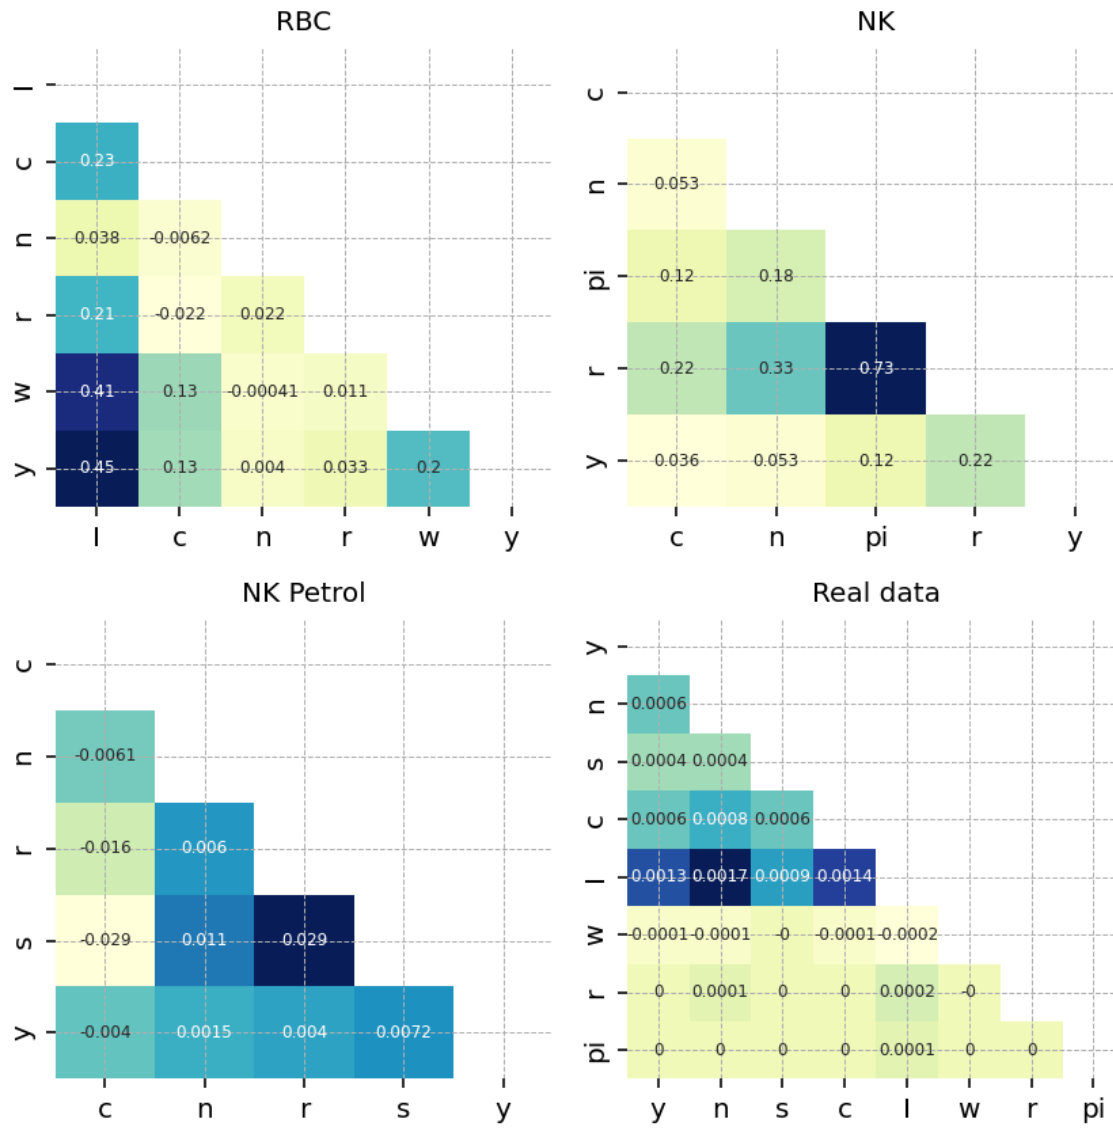 RBC
I
c
0.23
n
0.038 -0.0062
r
0.21 -0.022 0.022
w
0.41 0.13 -0.00041 0.011
y
0.45 0.13 0.004 0.033 0.2
I c n r w y
NK
c
n
0.053
pi
0.12 0.18
r
0.22 0.33 0.73
y
0.036 0.053 0.12 0.22
c n pi r y
NK Petrol
c
n
-0.0061
r
-0.016 0.006
s
-0.029 0.011 0.029
y
-0.004 0.0015 0.004 0.0072
c n r s y
Real data
y
n
0.0006
s
0.0004 0.0004
c
0.0006 0.0008 0.0006
I
0.0013 0.0017 0.0009 0.0014
w
-0.0001 -0.0001 -0 -0.0001 -0.0002
r
0 0.0001 0 0 0.0002 -0
pi
0 0 0 0 0.0001 0 0
y n s c I w r pi